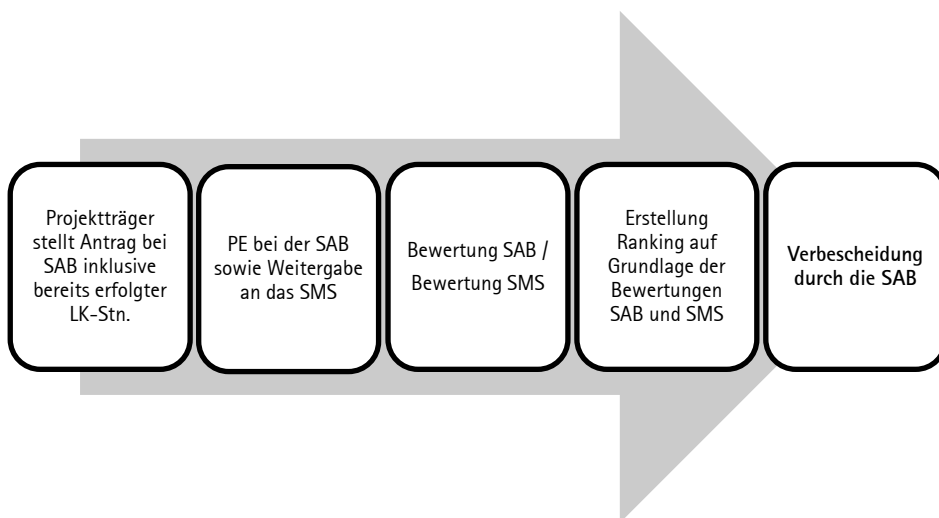 Projektträger
stellt Antrag bei
SAB inklusive
bereits erfolgter
LK-Stn.
PE bei der SAB
sowie Weitergabe
an das SMS
Bewertung SAB /
Bewertung SMS
Erstellung
Ranking auf
Grundlage der
Bewertungen
SAB und SMS
Verbescheidung
durch die SAB